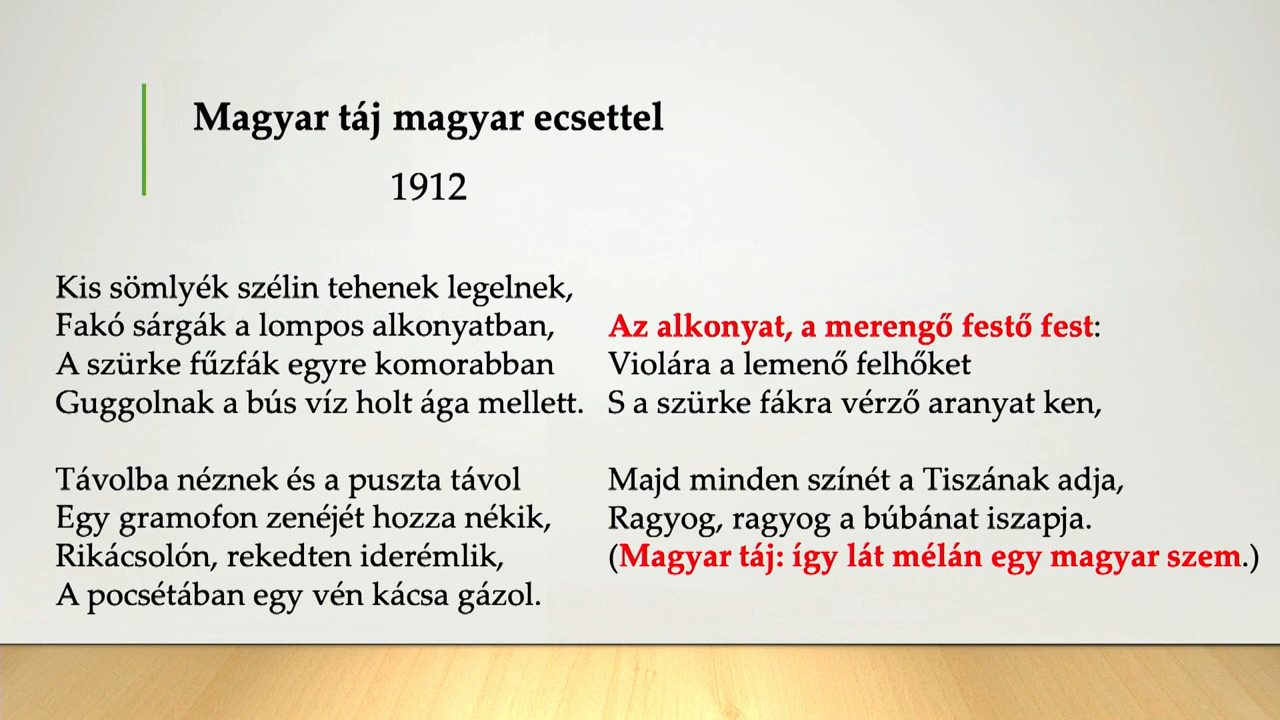 Magyar táj magyar ecsettel
1912
Kis sömlyék szélin tehenek legelnek,
Fakó sárgák a lompos alkonyatban,
A szürke fűzfák egyre komorabban
Guggolnak a bús víz holt ága mellett.
Távolba néznek és a puszta távol
Egy gramofon zenéjét hozza nékik,
Rikácsolón, rekedten iderémlik,
A pocsétában egy vén kácsa gázol.
Az alkonyat, a merengő festő fest:
Violára a lemenő felhőket
S a szürke fákra vérző aranyat ken,
Majd minden színét a Tiszának adja,
Ragyog, ragyog a búbánat iszapja.
(Magyar táj: így lát mélán egy magyar szem.)